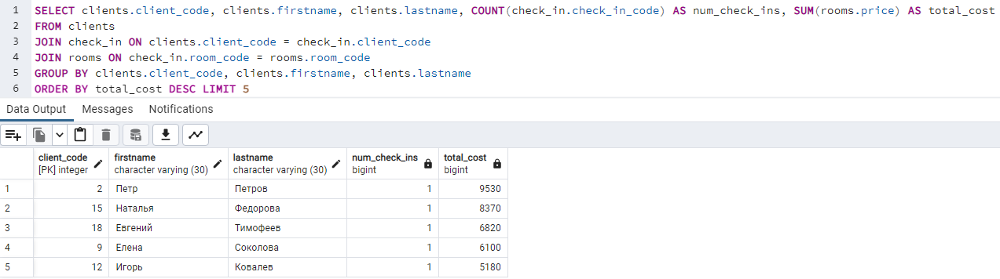 1 SELECT clients.client_code, clients.firstname, clients.lastname, COUNT(check_in.check_in_code) AS num_check_ins, SUM(rooms.price) AS total_cost
2 FROM clients
3 JOIN check_in ON clients.client_code = check_in.client_code
4 JOIN rooms ON check_in.room_code = rooms.room_code
5 GROUP BY clients.client_code, clients.firstname, clients.lastname
6 ORDER BY total_cost DESC LIMIT 5
Data Output Messages Notifications
client_code firstname lastname num_check_ins total_cost
[PK] integer character varying (30) character varying (30) bigint bigint
1 2 Петр Петров 1 9530
2 15 Наталья Федорова 1 8370
3 18 Евгений Тимофеев 1 6820
4 9 Елена Соколова 1 6100
5 12 Игорь Ковалев 1 5180